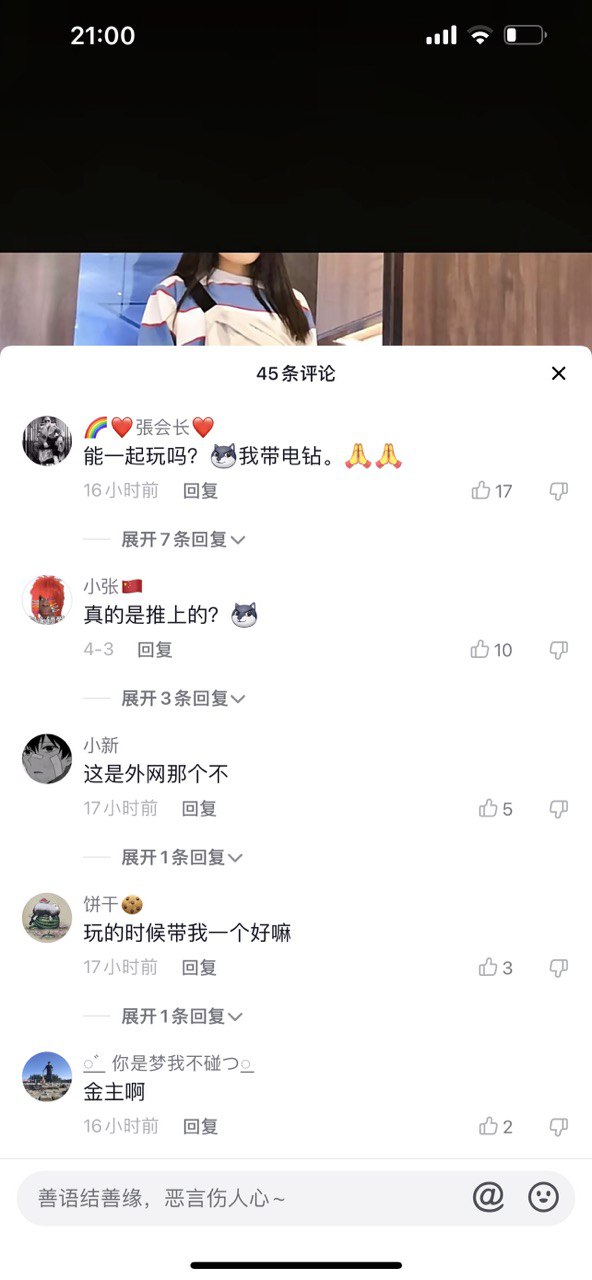 21:00
45条评论
🌈❤️張会长❤️
能一起玩吗？🐺我带电钻。🙏🙏
16小时前 回复 17
展开7条回复
小张🇨🇳
真的是推上的？🐺
4-3 回复 10
展开3条回复
小新
这是外网那个不
17小时前 回复 5
展开1条回复
饼干🍪
玩的时候带我一个好嘛
17小时前 回复 3
展开1条回复
你是梦我不碰つ
金主啊
16小时前 回复 2
善语结善缘，恶言伤人心~ @